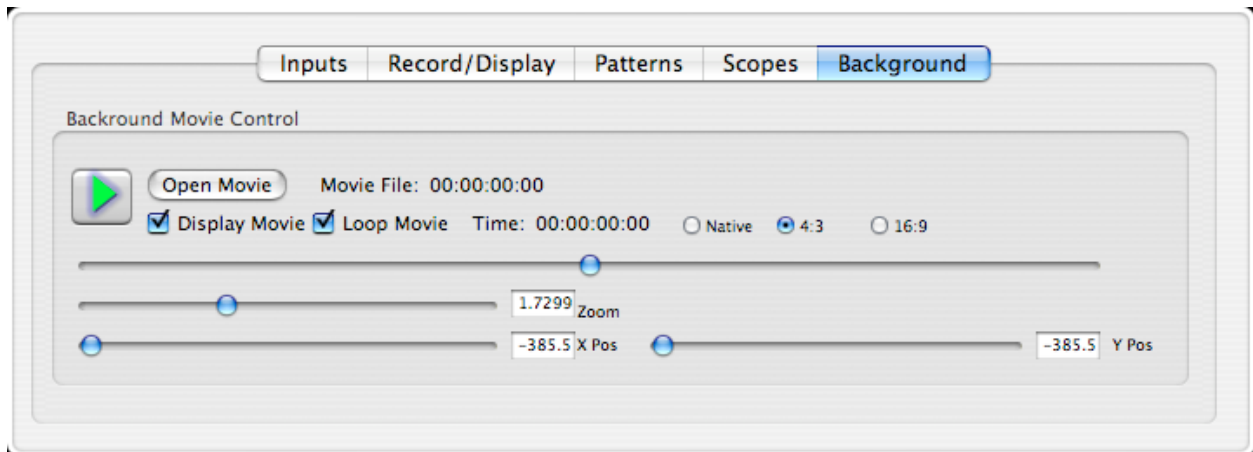 Inputs Record/Display Patterns Scopes Background
Backround Movie Control
Open Movie Movie File: 00:00:00:00
Display Movie Loop Movie Time: 00:00:00:00 Native 4:3 16:9
1.7299 Zoom
-385.5 X Pos -385.5 Y Pos